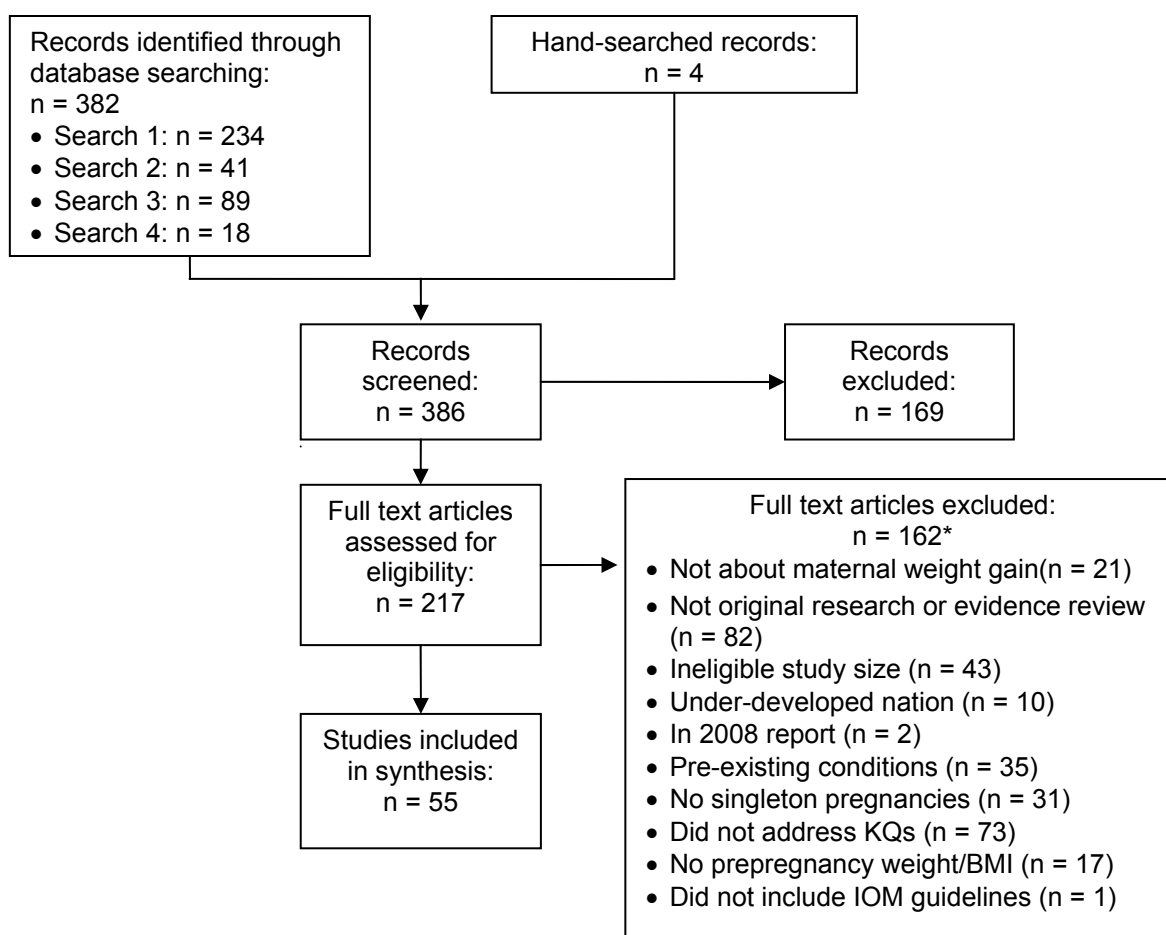 Records identified through
database searching:
n = 382
• Search 1: n = 234
• Search 2: n = 41
• Search 3: n = 89
• Search 4: n = 18
Hand-searched records:
n = 4
Records
screened:
n = 386
Records
excluded:
n = 169
Full text articles
assessed for
eligibility:
n = 217
Full text articles excluded:
n = 162*
• Not about maternal weight gain(n = 21)
• Not original research or evidence review
(n = 82)
• Ineligible study size (n = 43)
• Under-developed nation (n = 10)
• In 2008 report (n = 2)
• Pre-existing conditions (n = 35)
• No singleton pregnancies (n = 31)
• Did not address KQs (n = 73)
• No prepregnancy weight/BMI (n = 17)
• Did not include IOM guidelines (n = 1)
Studies included
in synthesis:
n = 55